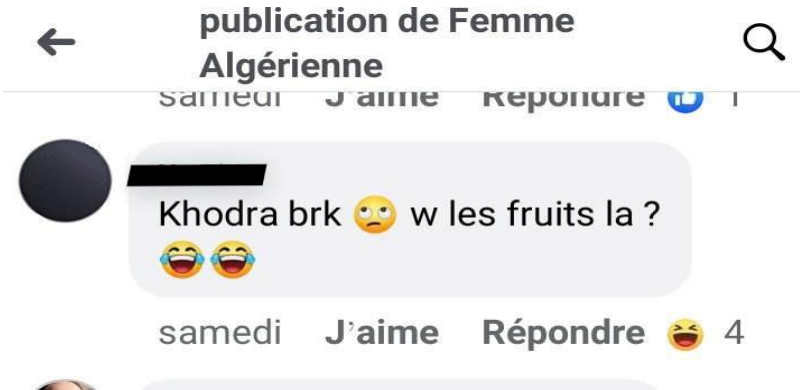 publication de Femme
Algérienne
samedi J'aime Répondre 1
Khodra brk 🙄 w les fruits la ?
😂😂
samedi J'aime Répondre 4